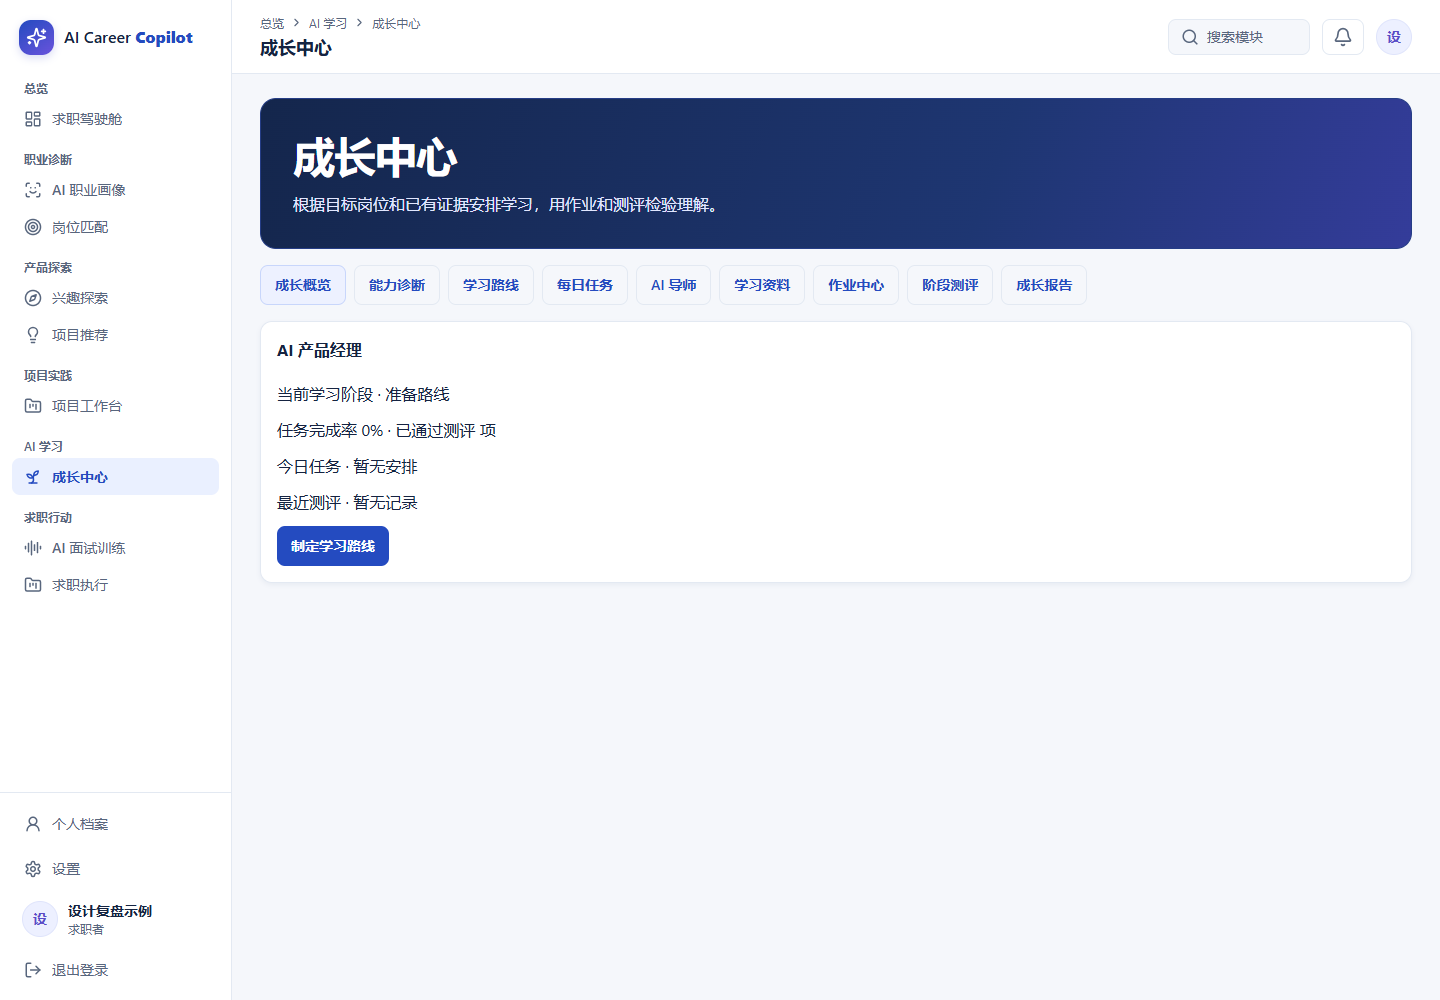 AI Career Copilot
总览
求职驾驶舱
职业诊断
AI 职业画像
岗位匹配
产品探索
兴趣探索
项目推荐
项目实践
项目工作台
AI 学习
成长中心
求职行动
AI 面试训练
求职执行
个人档案
设置
设 设计复盘示例
求职者
退出登录
总览 > AI 学习 > 成长中心
成长中心
搜索模块
设
成长中心
根据目标岗位和已有证据安排学习，用作业和测评检验理解。
成长概览 能力诊断 学习路线 每日任务 AI 导师 学习资料 作业中心 阶段测评 成长报告
AI 产品经理
当前学习阶段 · 准备路线
任务完成率 0% · 已通过测评 项
今日任务 · 暂无安排
最近测评 · 暂无记录
制定学习路线